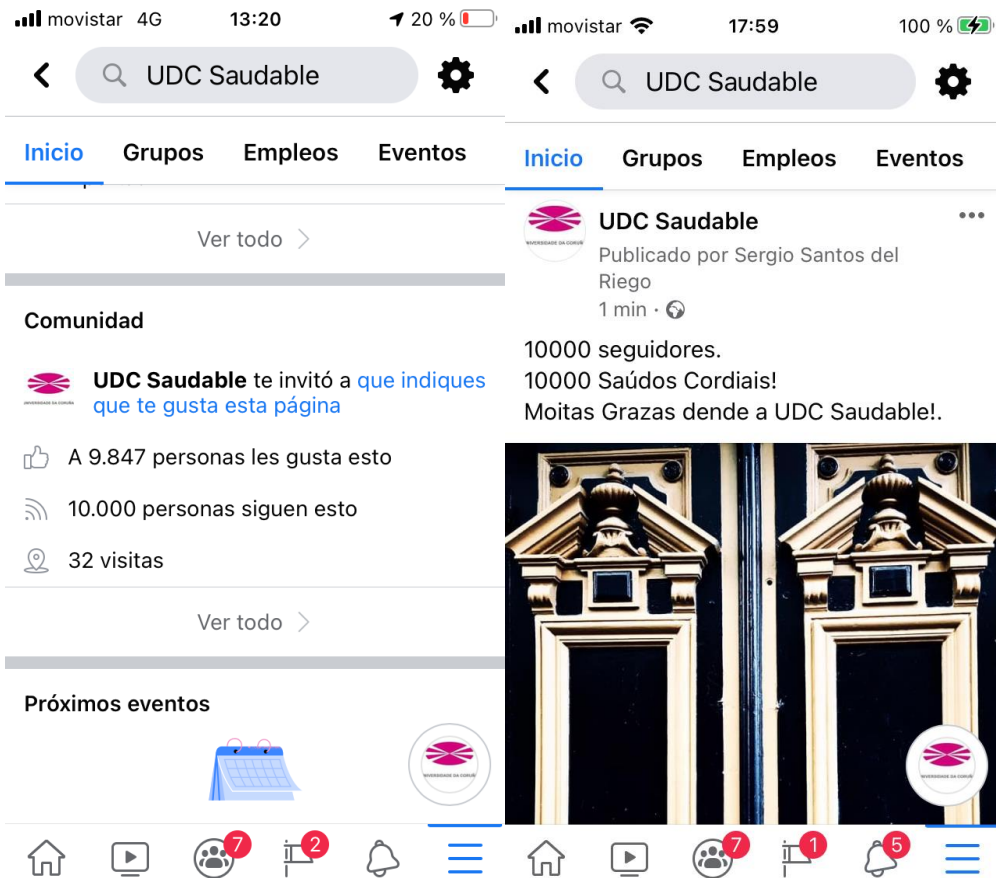 movistar 4G 13:20 20 %
UDC Saudable
Inicio Grupos Empleos Eventos
Ver todo
Comunidad
UDC Saudable te invitó a que indiques
que te gusta esta página
A 9.847 personas les gusta esto
10.000 personas siguen esto
32 visitas
Ver todo
Próximos eventos
UNIVERSIDADE DA CORUÑA
7 2
movistar 17:59 100 %
UDC Saudable
Inicio Grupos Empleos Eventos
UDC Saudable
Publicado por Sergio Santos del
Riego
1 min ·
10000 seguidores.
10000 Saúdos Cordiais!
Moitas Grazas dende a UDC Saudable!.
7 1 5